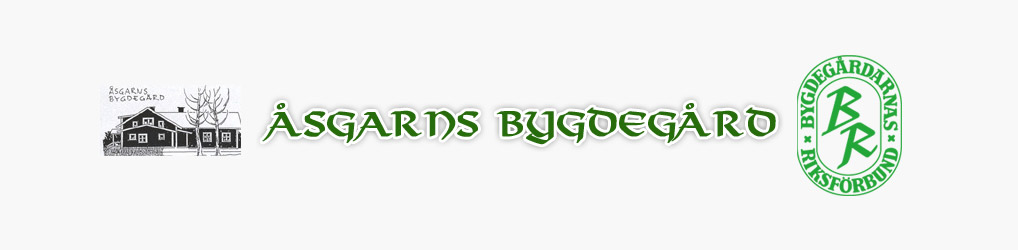 ÅSGARNS
BYGDEGÅRD
ÅSGARNS BYGDEGÅRD
BYGDEGÅRDARNAS
BR
× RIKSFÖRBUND ×